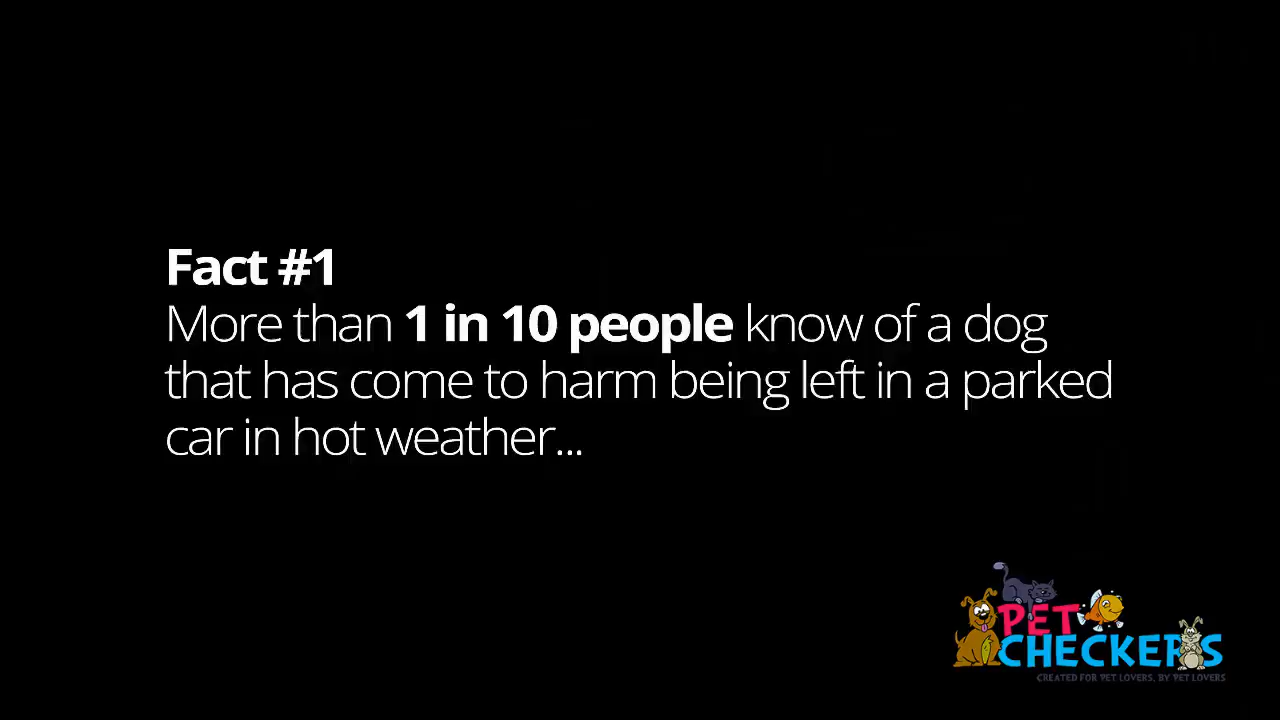 Fact #1
More than 1 in 10 people know of a dog
that has come to harm being left in a parked
car in hot weather...
PET
CHECKERS
CREATED FOR PET LOVERS, BY PET LOVERS